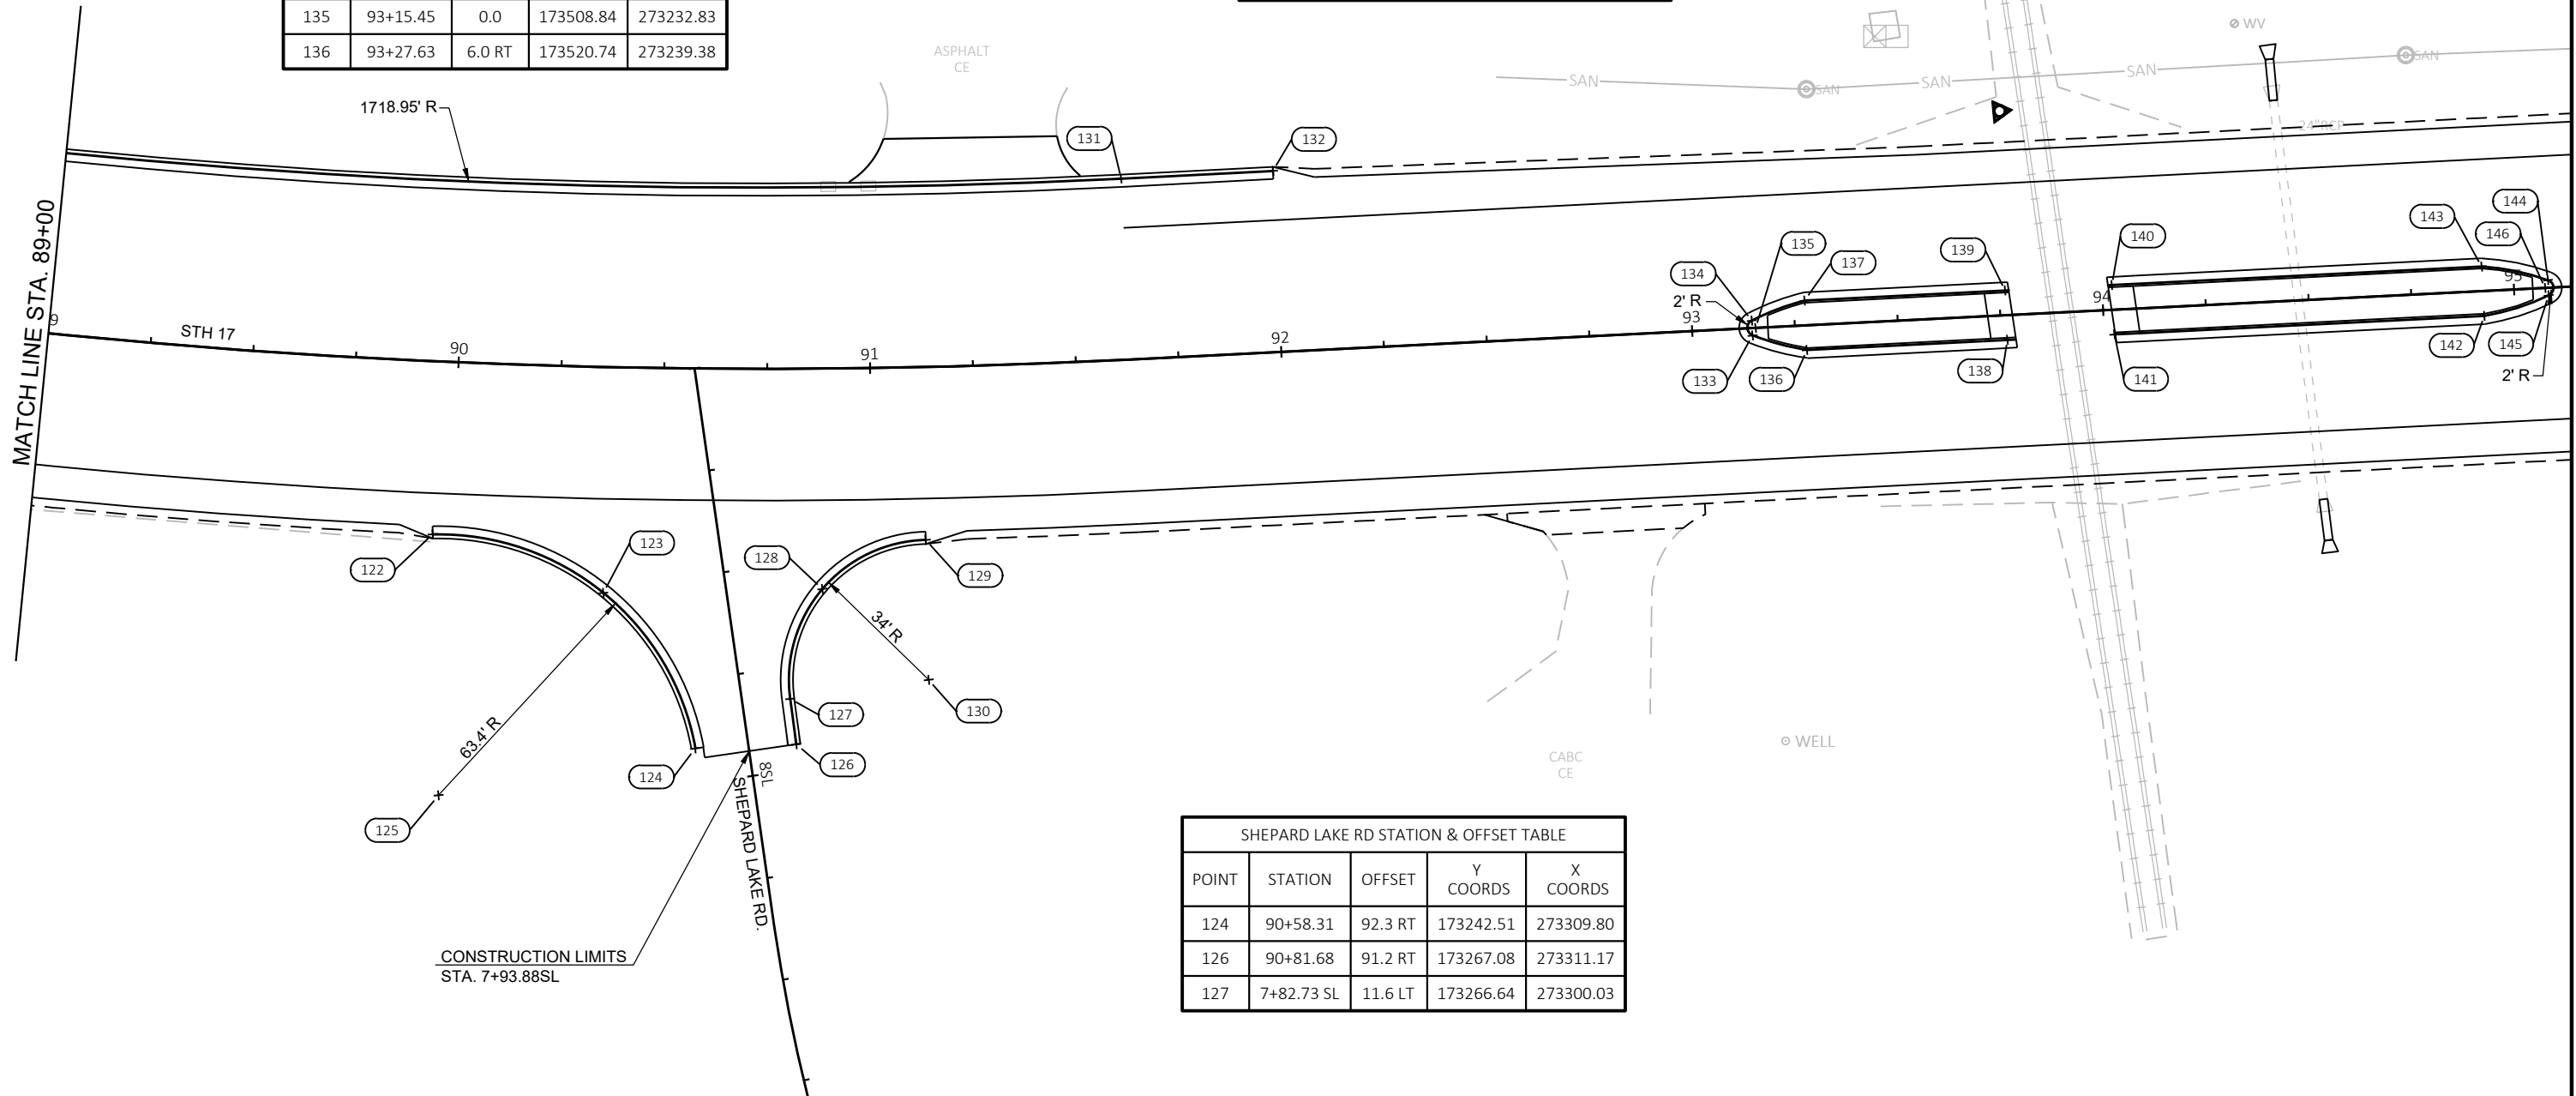 135 93+15.45 0.0 173508.84 273232.83
136 93+27.63 6.0 RT 173520.74 273239.38
ASPHALT
CE
WV
SAN SAN SAN
SAN SAN
24"RCP
1718.95' R
131
132
MATCH LINE STA. 89+00
9
STH 17
90
91
92
93
94
95
134
2' R
135
137
139
140
143
144
146
133
136
138
141
142
145
2' R
122
123
128
129
34' R
63.4' R
127
130
124
126
125
8SL
SHEPARD LAKE RD.
WELL
CABC
CE
CONSTRUCTION LIMITS
STA. 7+93.88SL
SHEPARD LAKE RD STATION & OFFSET TABLE
POINT STATION OFFSET Y COORDS X COORDS
124 90+58.31 92.3 RT 173242.51 273309.80
126 90+81.68 91.2 RT 173267.08 273311.17
127 7+82.73 SL 11.6 LT 173266.64 273300.03